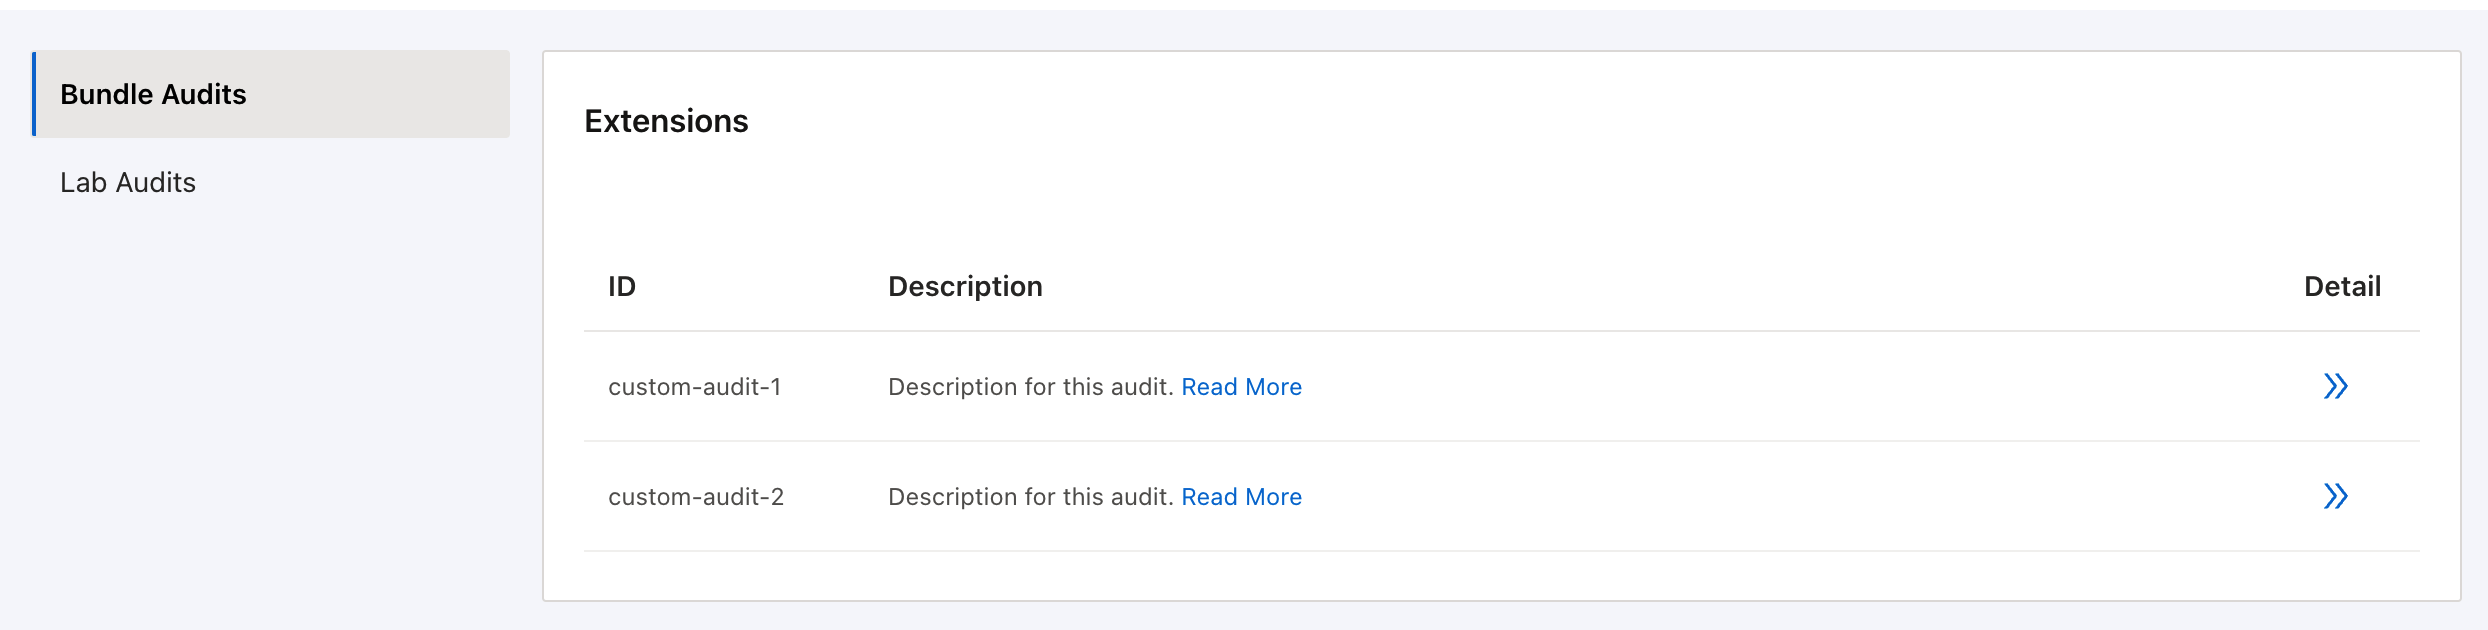 Bundle Audits
Lab Audits
Extensions
ID Description Detail
custom-audit-1 Description for this audit. Read More
custom-audit-2 Description for this audit. Read More